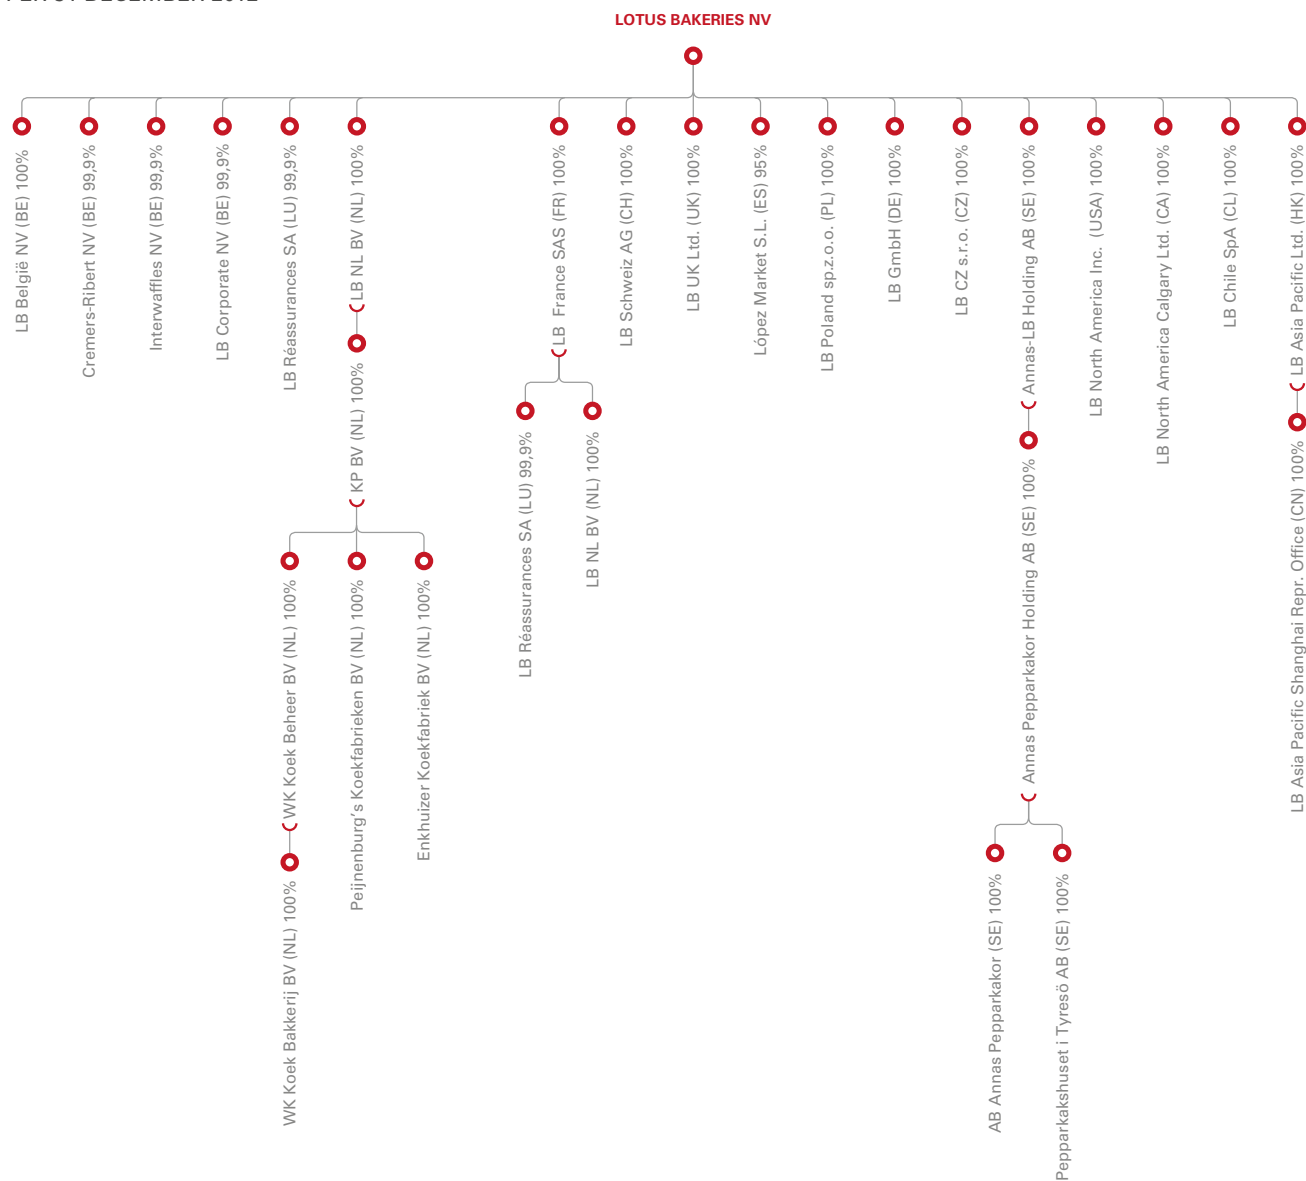 PER 31 DECEMBER 2012
LOTUS BAKERIES NV
LB België NV (BE) 100%
Cremers-Ribert NV (BE) 99,9%
Interwaffles NV (BE) 99,9%
LB Corporate NV (BE) 99,9%
LB Réassurances SA (LU) 99,9%
LB NL BV (NL) 100%
KP BV (NL) 100%
WK Koek Beheer BV (NL) 100%
WK Koek Bakkerij BV (NL) 100%
Peijnenburg's Koekfabrieken BV (NL) 100%
Enkhuizer Koekfabriek BV (NL) 100%
LB France SAS (FR) 100%
LB Réassurances SA (LU) 99,9%
LB NL BV (NL) 100%
LB Schweiz AG (CH) 100%
LB UK Ltd. (UK) 100%
López Market S.L. (ES) 95%
LB Poland sp.z.o.o. (PL) 100%
LB GmbH (DE) 100%
LB CZ s.r.o. (CZ) 100%
Annas-LB Holding AB (SE) 100%
Annas Pepparkakor Holding AB (SE) 100%
AB Annas Pepparkakor (SE) 100%
Pepparkakshuset i Tyresö AB (SE) 100%
LB North America Inc. (USA) 100%
LB North America Calgary Ltd. (CA) 100%
LB Chile SpA (CL) 100%
LB Asia Pacific Ltd. (HK) 100%
LB Asia Pacific Shanghai Repr. Office (CN) 100%